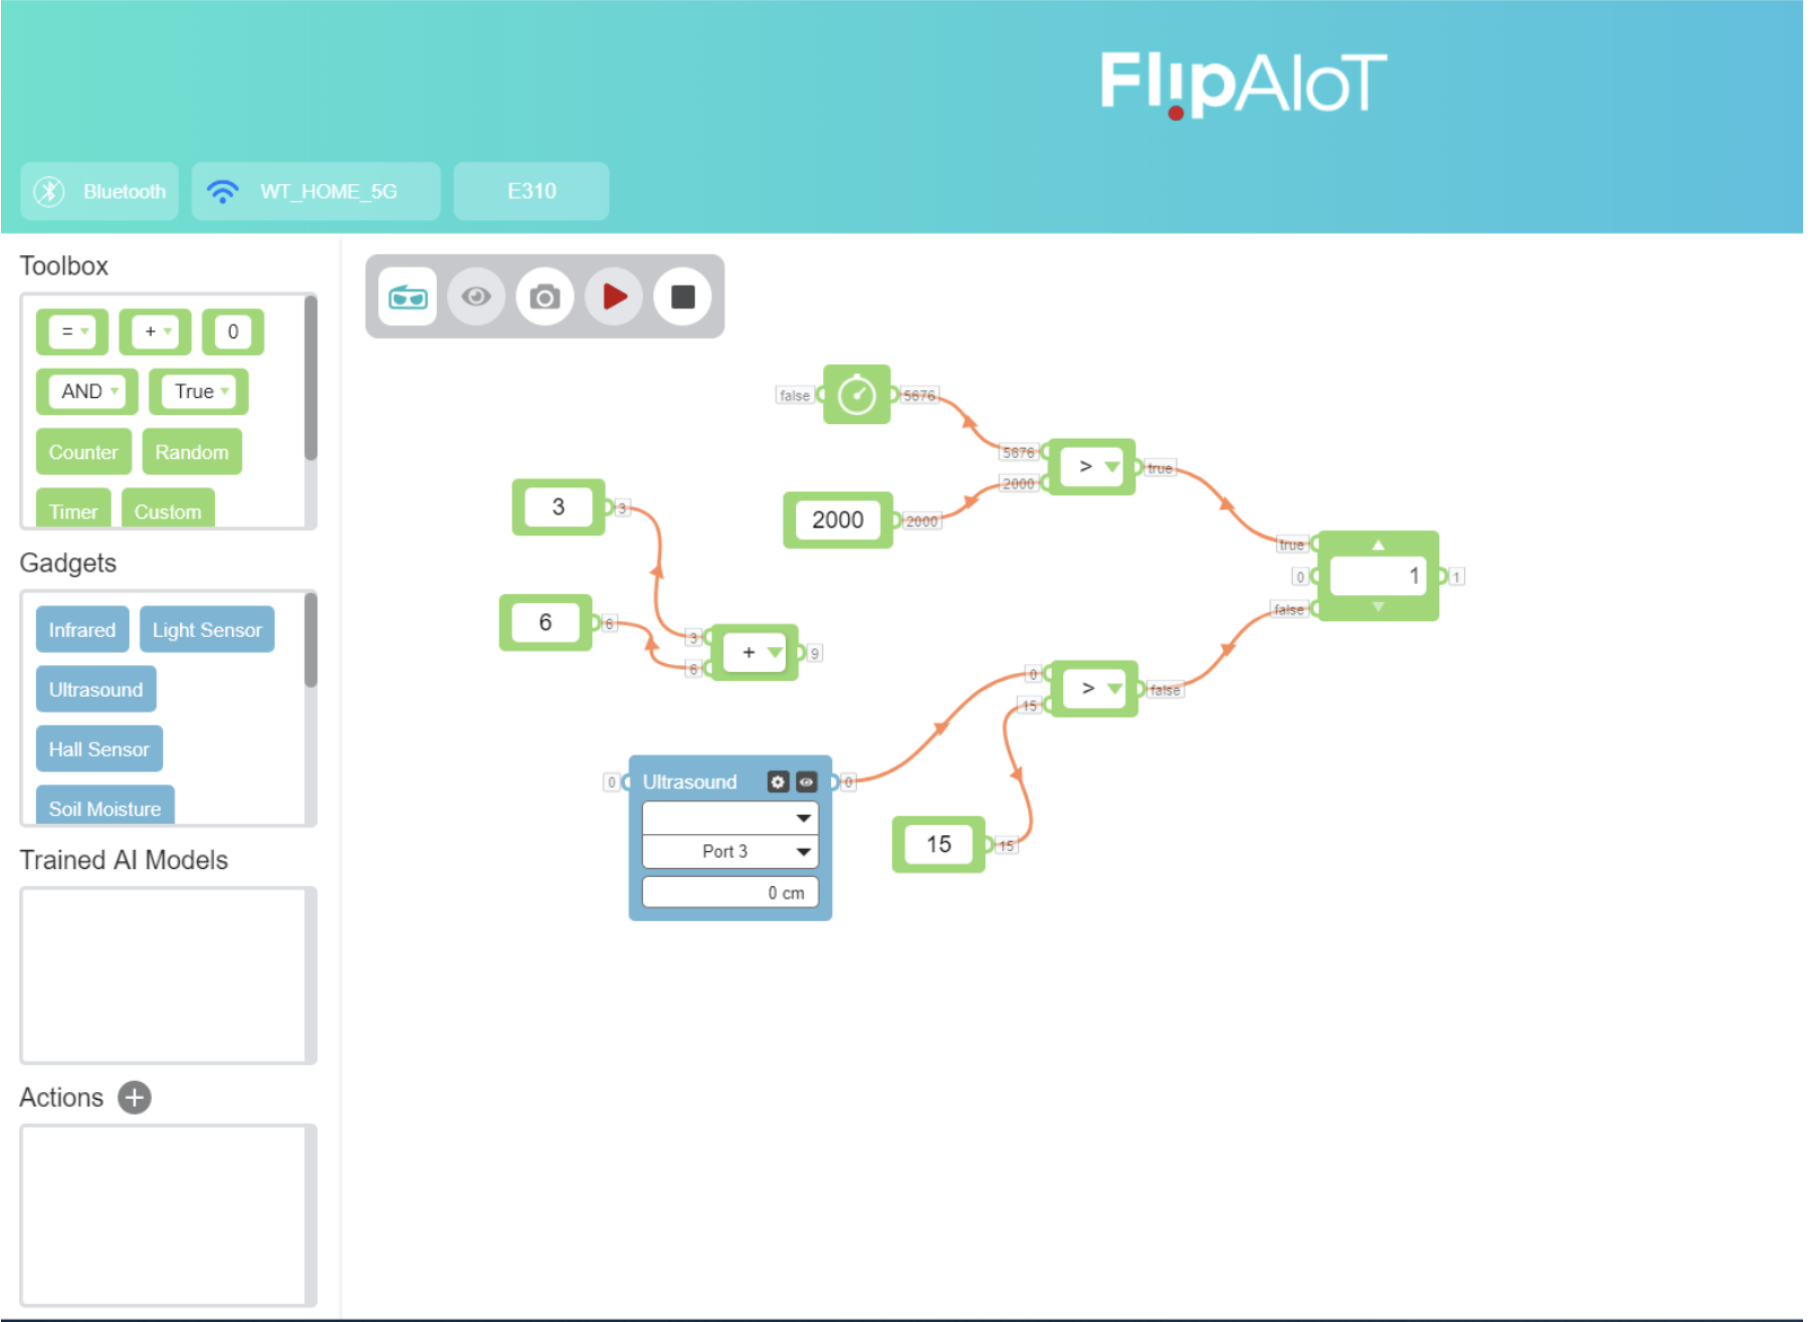 FlipAIoT
Bluetooth
WT_HOME_5G
E310
Toolbox
=
+
0
AND
True
Counter
Random
Timer
Custom
Gadgets
Infrared
Light Sensor
Ultrasound
Hall Sensor
Soil Moisture
Trained AI Models
Actions
false
5676
5676
2000
>
true
2000
2000
3
3
6
6
3
6
+
9
true
0
false
1
1
0
15
>
false
0
Ultrasound
0
Port 3
0 cm
15
15